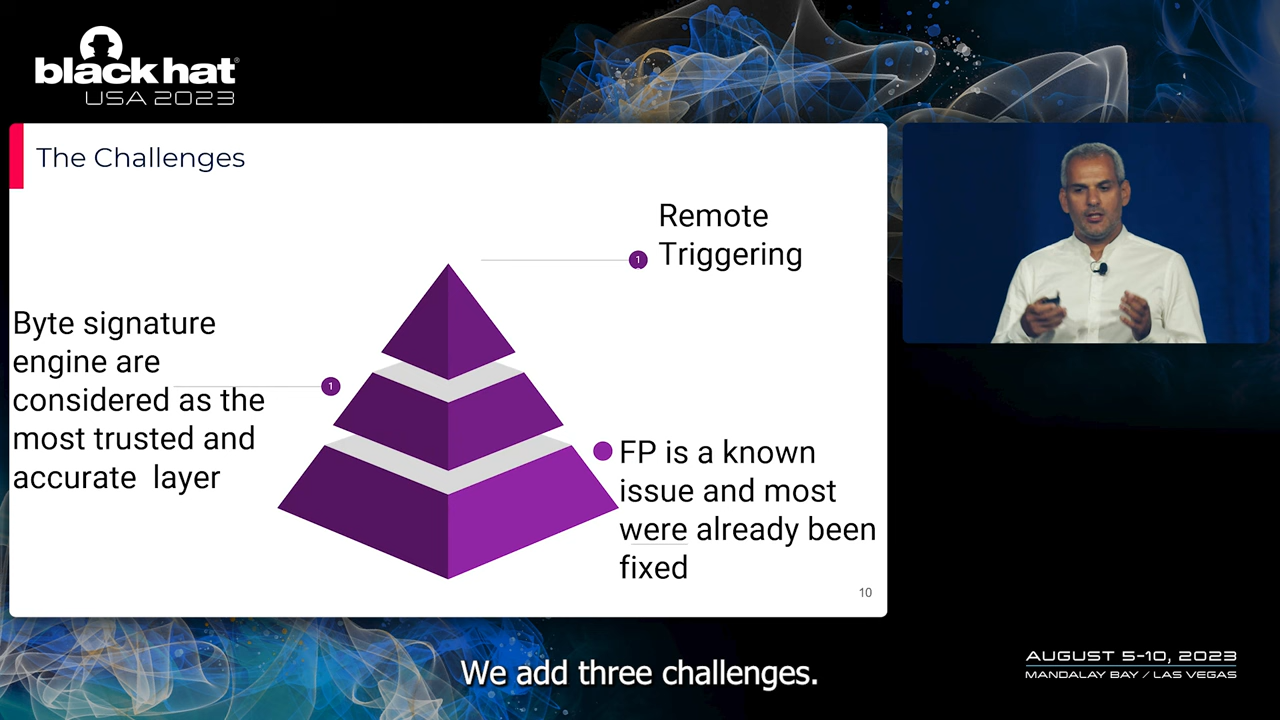 black hat®
USA 2023
The Challenges
Remote
Triggering
1
Byte signature
engine are
considered as the
most trusted and
accurate layer
1
FP is a known
issue and most
were already been
fixed
10
We add three challenges.
AUGUST 5-10, 2023
MANDALAY BAY / LAS VEGAS